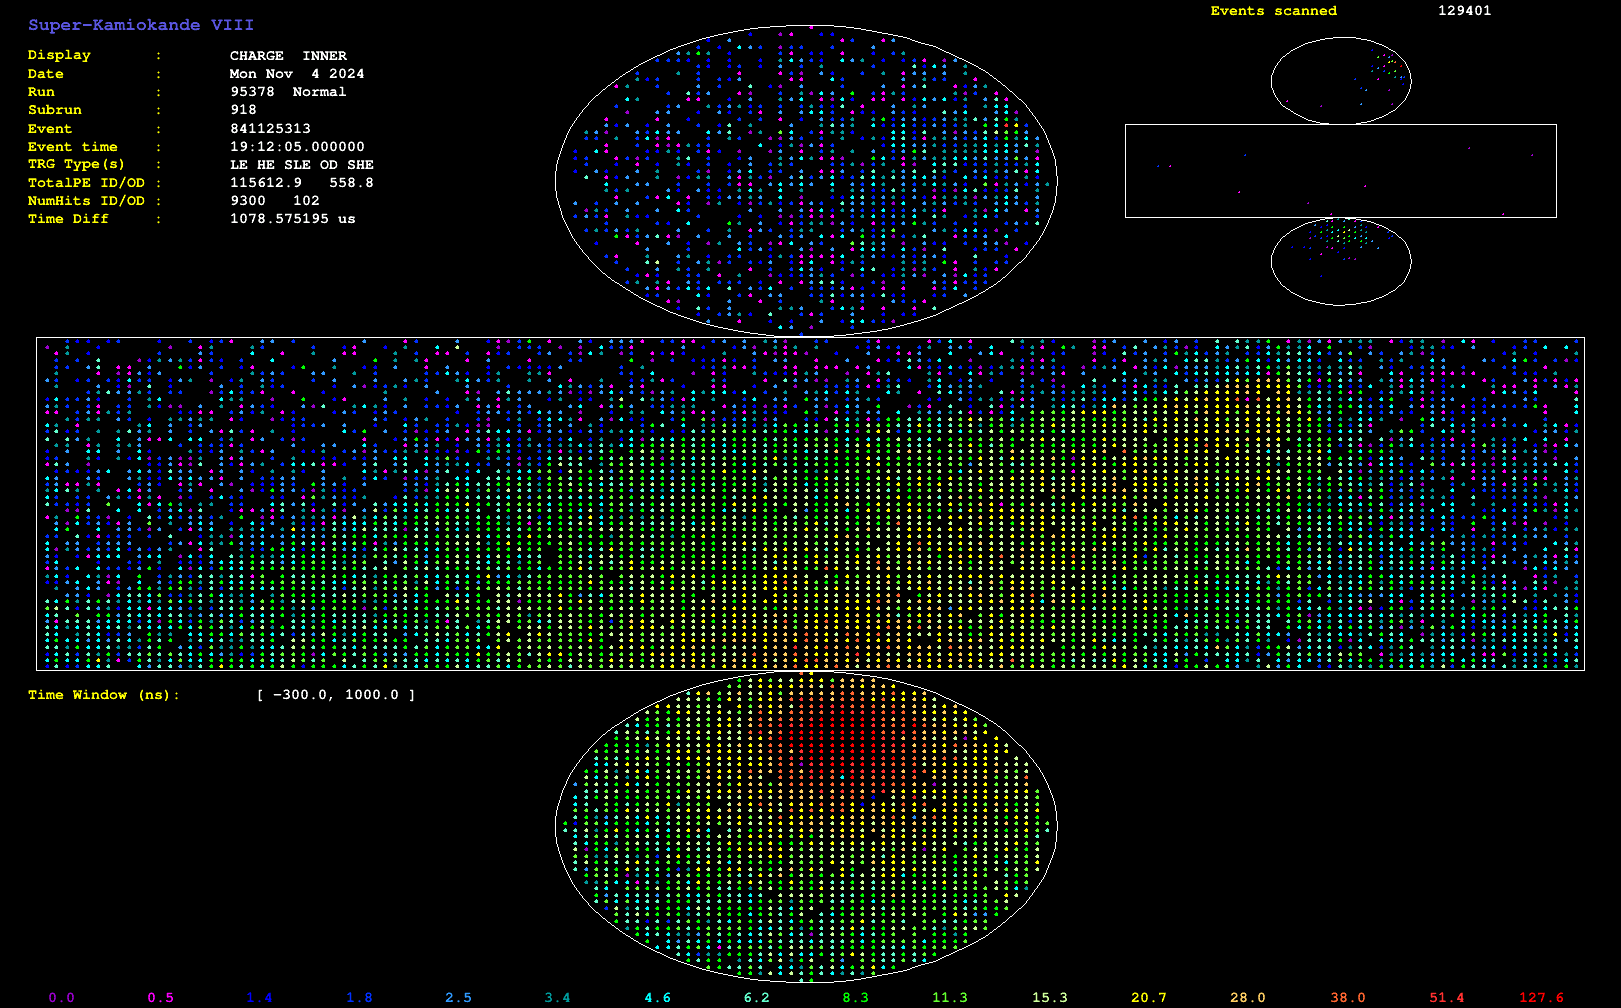 Super-Kamiokande VIII
Events scanned 129401
Display : CHARGE INNER
Date : Mon Nov 4 2024
Run : 95378 Normal
Subrun : 918
Event : 841125313
Event time : 19:12:05.000000
TRG Type(s) : LE HE SLE OD SHE
TotalPE ID/OD : 115612.9 558.8
NumHits ID/OD : 9300 102
Time Diff : 1078.575195 us
Time Window (ns): [ −300.0, 1000.0 ]
0.0 0.5 1.4 1.8 2.5 3.4 4.6 6.2 8.3 11.3 15.3 20.7 28.0 38.0 51.4 127.6